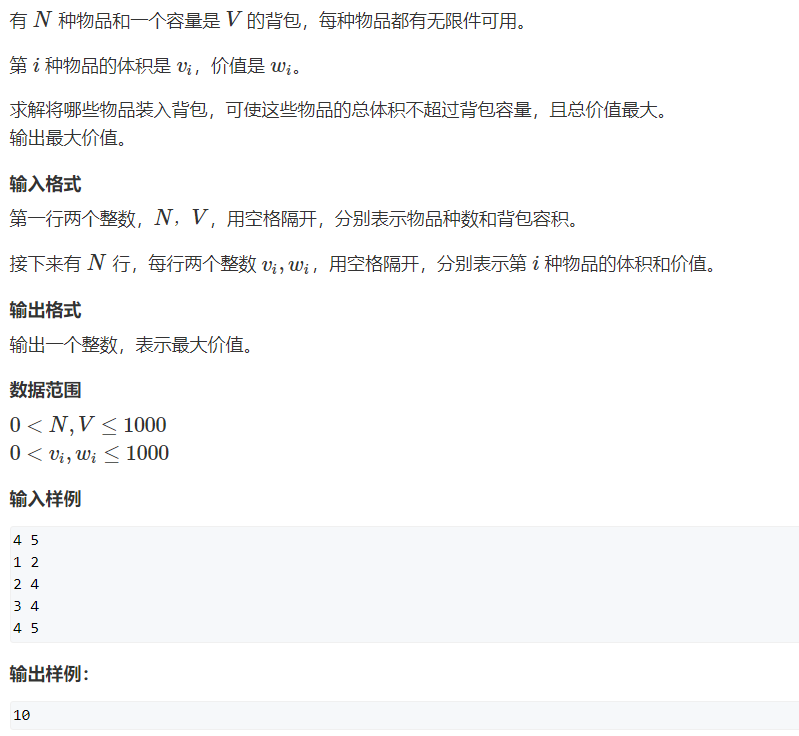 有 N 种物品和一个容量是 V 的背包，每种物品都有无限件可用。
第 i 种物品的体积是 vᵢ，价值是 wᵢ。
求解将哪些物品装入背包，可使这些物品的总体积不超过背包容量，且总价值最大。
输出最大价值。
输入格式
第一行两个整数，N，V，用空格隔开，分别表示物品种数和背包容积。
接下来有 N 行，每行两个整数 vᵢ, wᵢ，用空格隔开，分别表示第 i 种物品的体积和价值。
输出格式
输出一个整数，表示最大价值。
数据范围
0 < N, V ≤ 1000
0 < vᵢ, wᵢ ≤ 1000
输入样例
4 5
1 2
2 4
3 4
4 5
输出样例：
10